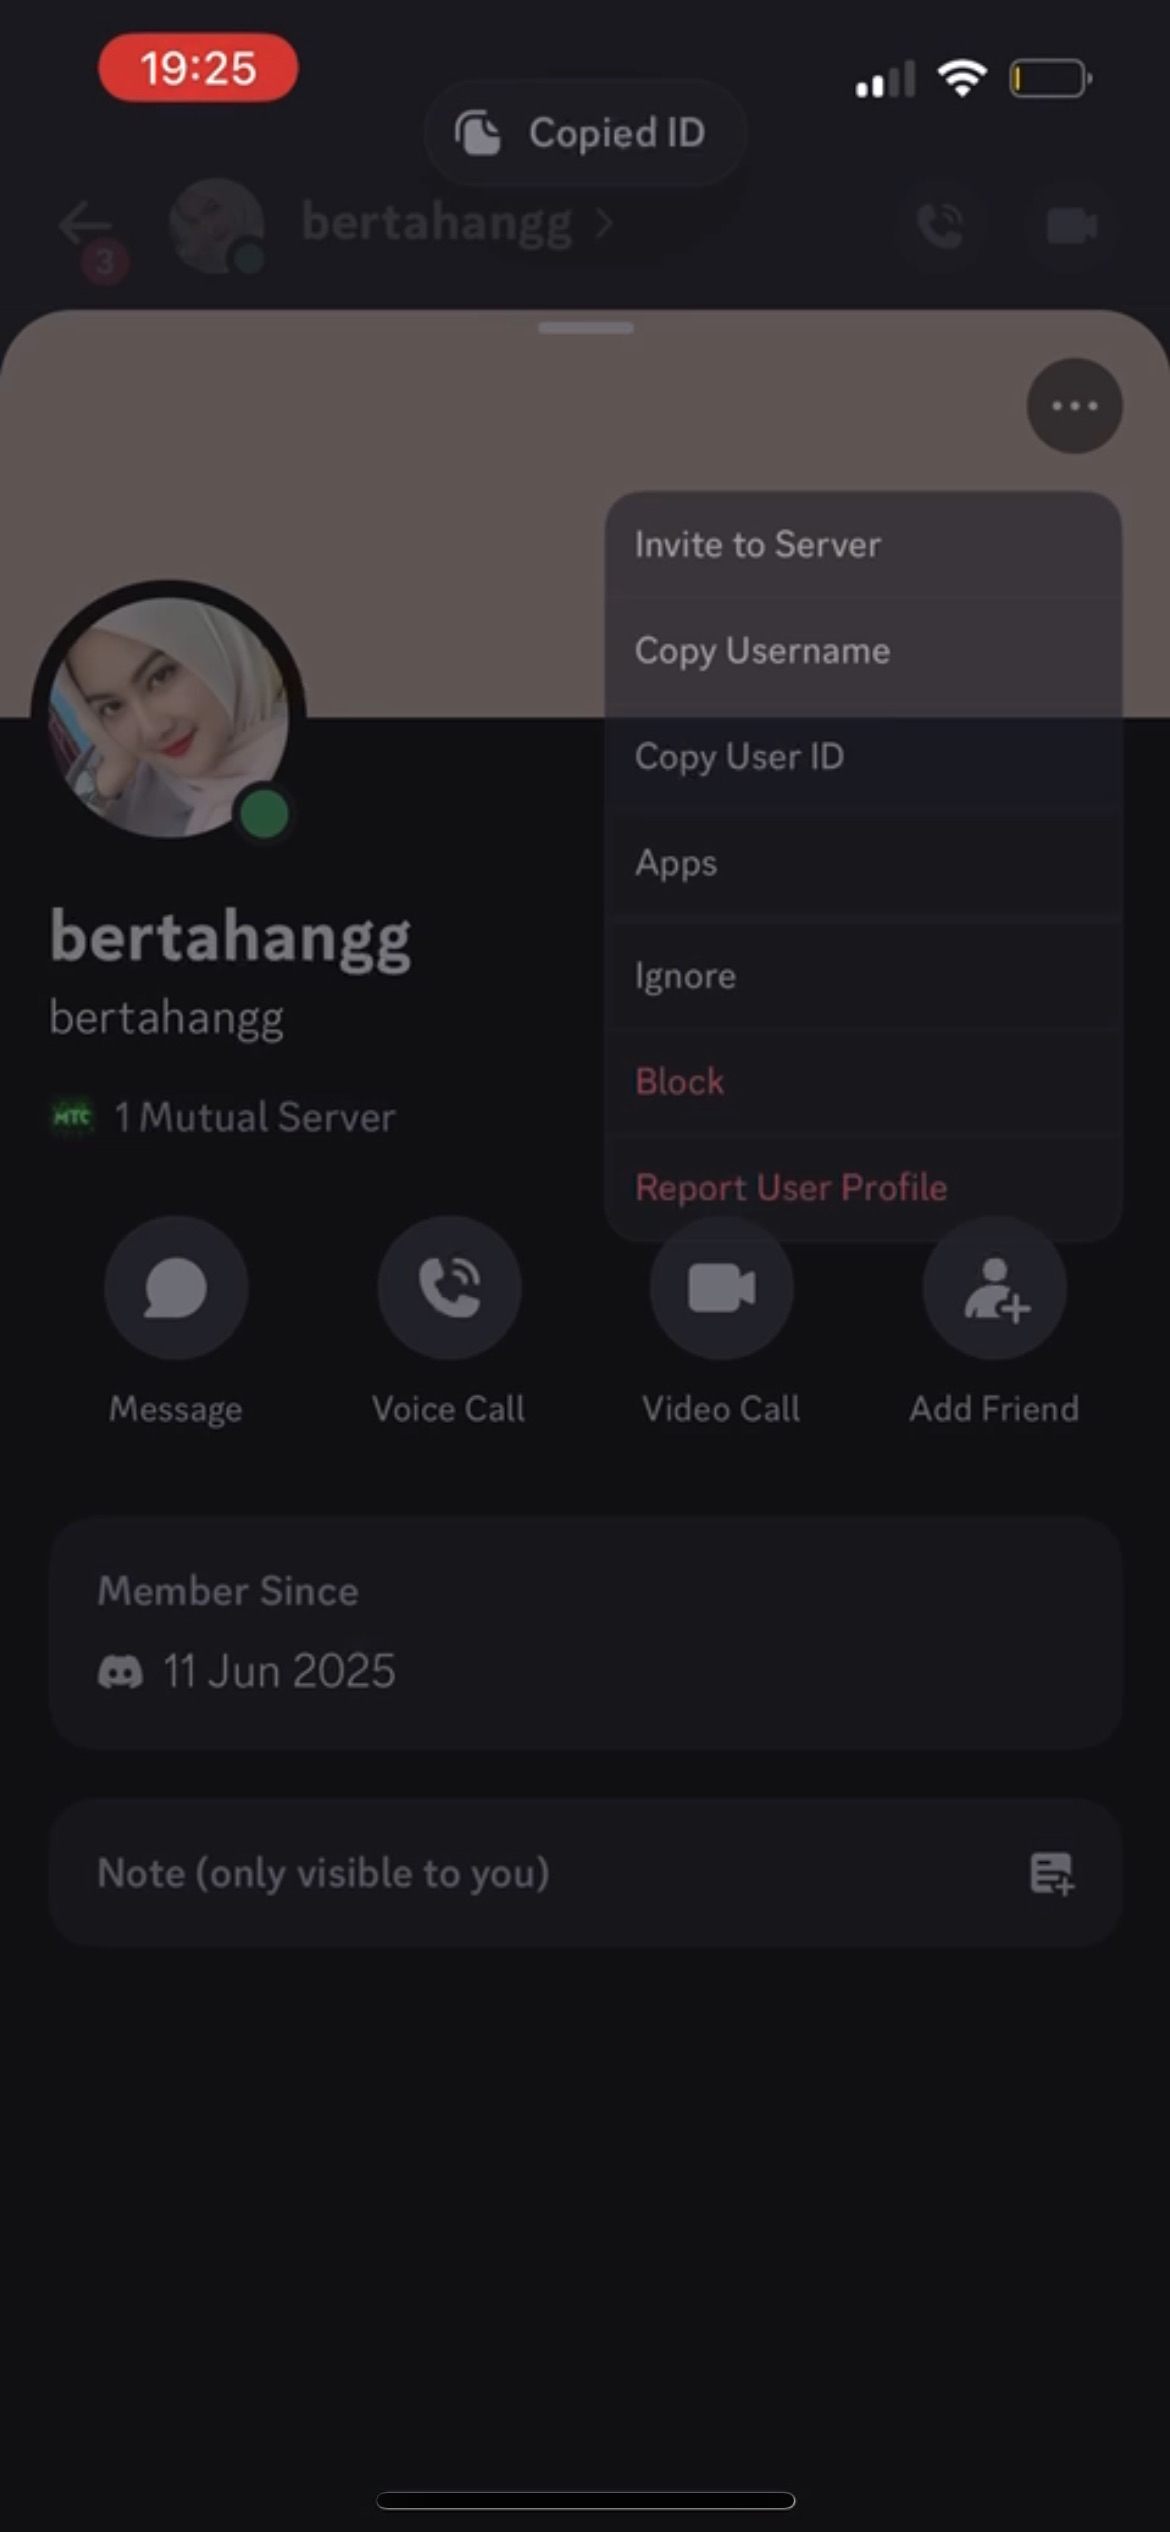 19:25
Copied ID
bertahangg
3
Invite to Server
Copy Username
Copy User ID
Apps
Ignore
Block
Report User Profile
bertahangg
bertahangg
MTC 1 Mutual Server
Message Voice Call Video Call Add Friend
Member Since
11 Jun 2025
Note (only visible to you)